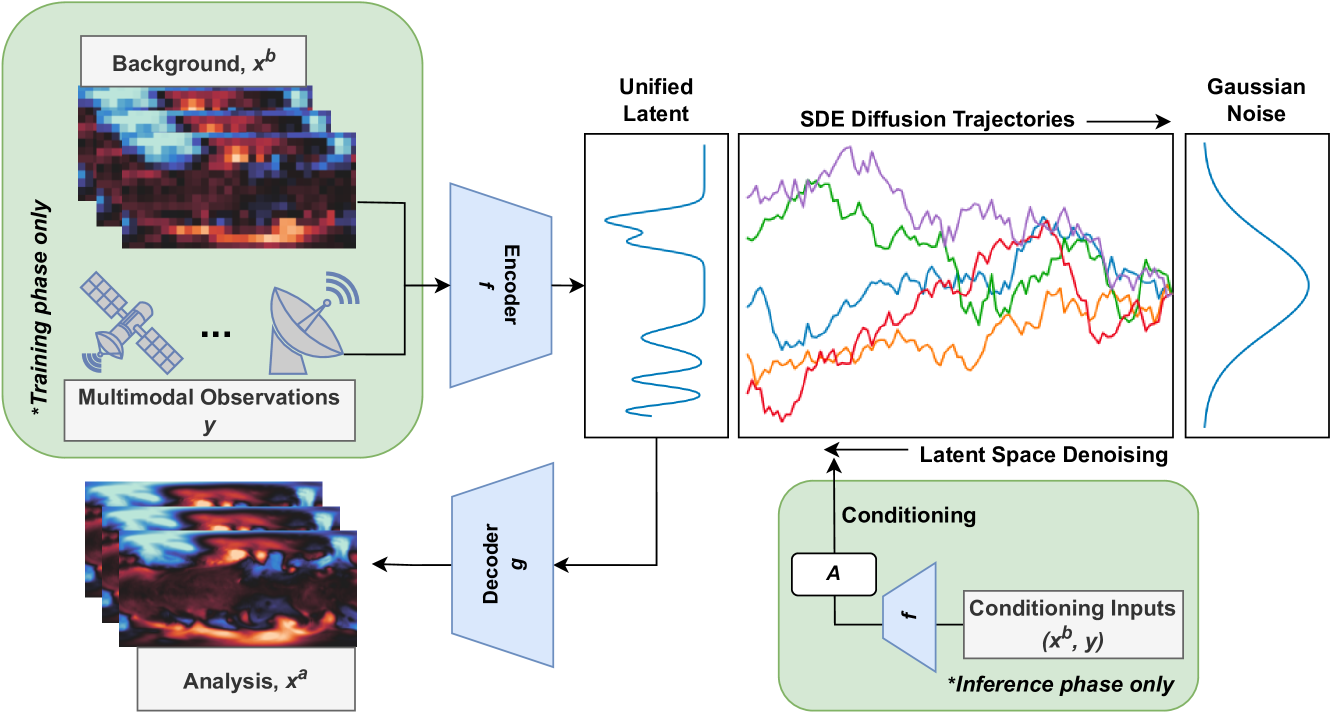 Background, x^b
*Training phase only
...
Multimodal Observations
y
Encoder
f
Unified
Latent
SDE Diffusion Trajectories
Gaussian
Noise
Latent Space Denoising
Conditioning
A
f
Conditioning Inputs
(x^b, y)
*Inference phase only
Decoder
g
Analysis, x^a